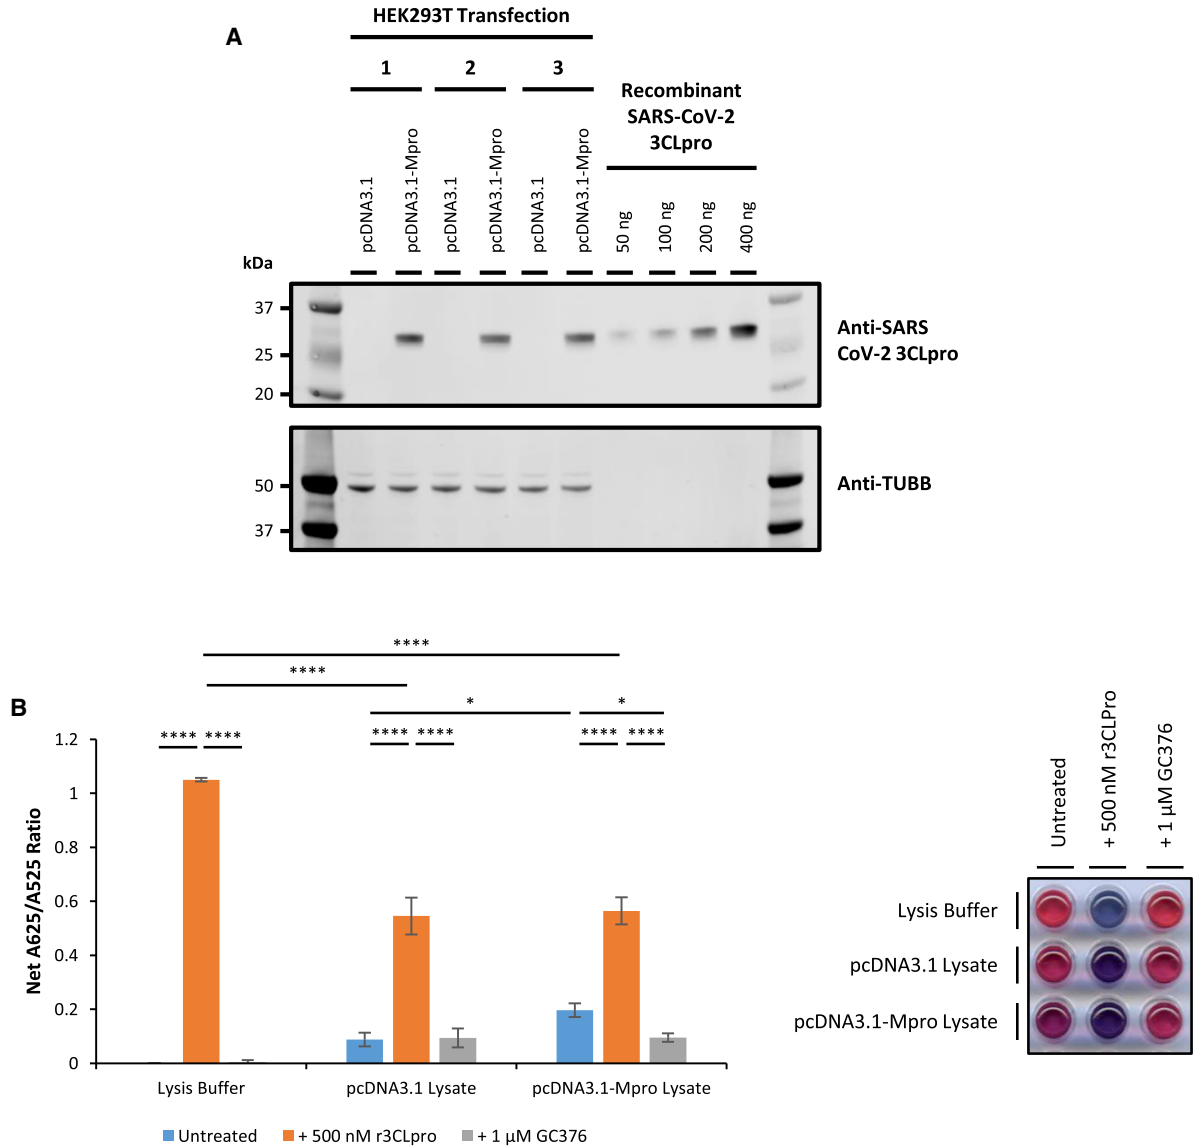 A
HEK293T Transfection
1 2 3
Recombinant
SARS-CoV-2
3CLpro
pcDNA3.1
pcDNA3.1-Mpro
pcDNA3.1
pcDNA3.1-Mpro
pcDNA3.1
pcDNA3.1-Mpro
50 ng
100 ng
200 ng
400 ng
kDa
37
25
20
Anti-SARS
CoV-2 3CLpro
50
37
Anti-TUBB
B
****
****
* *
**** **** **** **** **** ****
Net A625/A525 Ratio
1.2
1
0.8
0.6
0.4
0.2
0
Lysis Buffer pcDNA3.1 Lysate pcDNA3.1-Mpro Lysate
Untreated + 500 nM r3CLpro + 1 µM GC376
Untreated
+ 500 nM r3CLPro
+ 1 µM GC376
Lysis Buffer
pcDNA3.1 Lysate
pcDNA3.1-Mpro Lysate